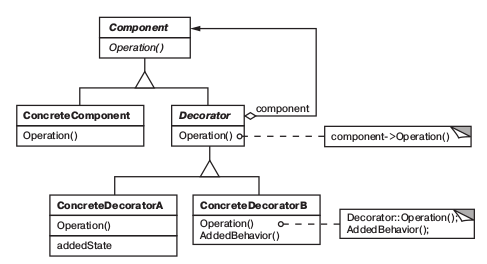 Component
Operation()
component
ConcreteComponent
Operation()
Decorator
Operation()
component->Operation()
ConcreteDecoratorA
Operation()
addedState
ConcreteDecoratorB
Operation()
AddedBehavior()
Decorator::Operation();
AddedBehavior();